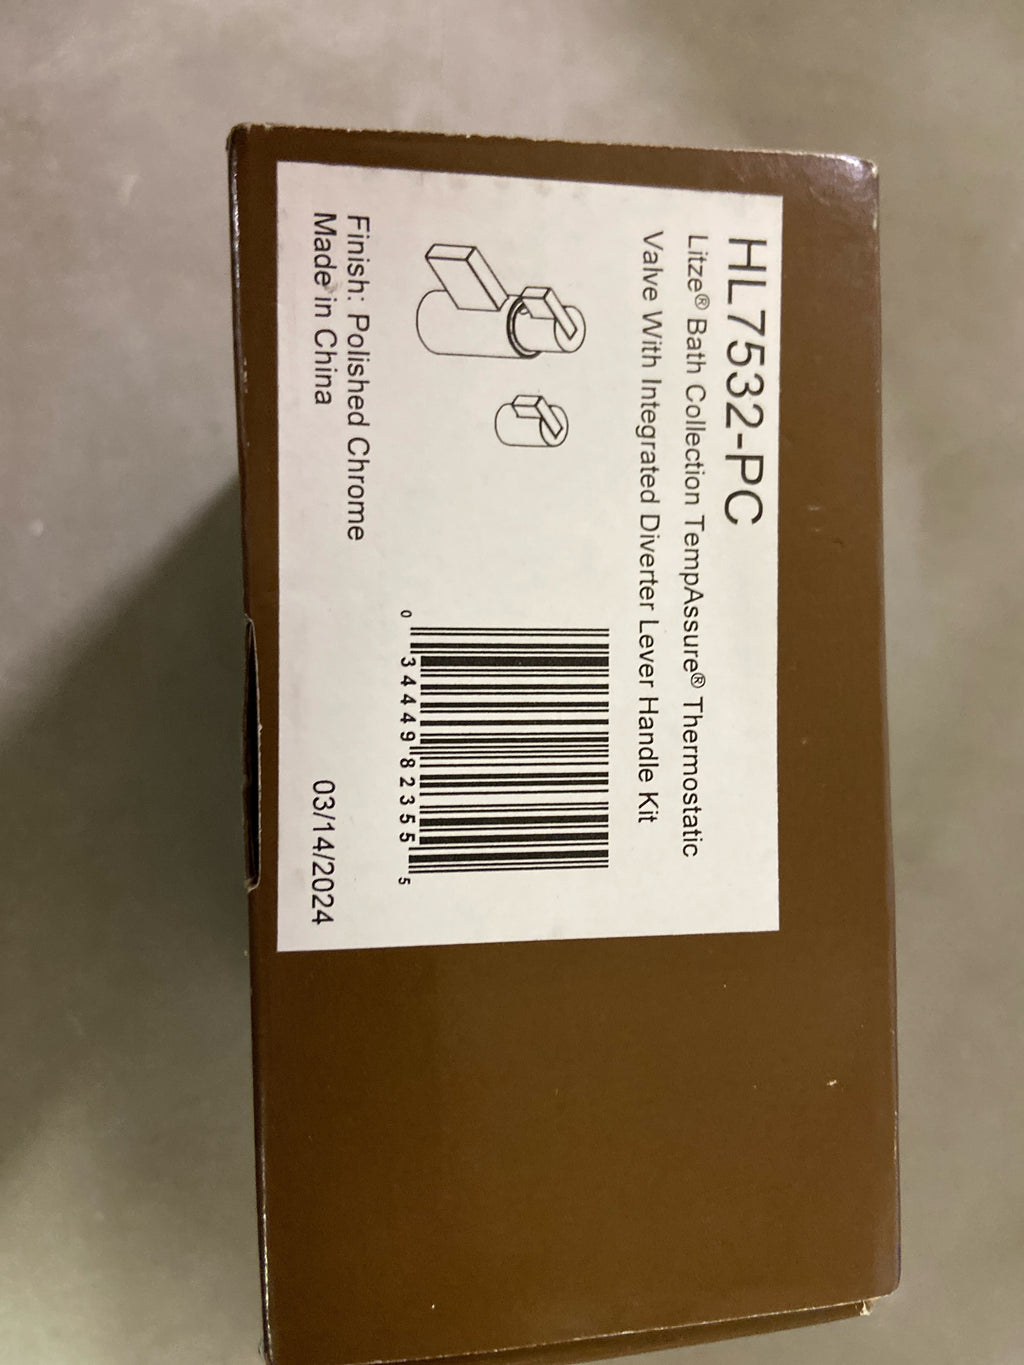 HL7532-PC
Litze® Bath Collection TempAssure® Thermostatic
Valve With Integrated Diverter Lever Handle Kit
0 34449 82355 5
Finish: Polished Chrome
Made in China 03/14/2024